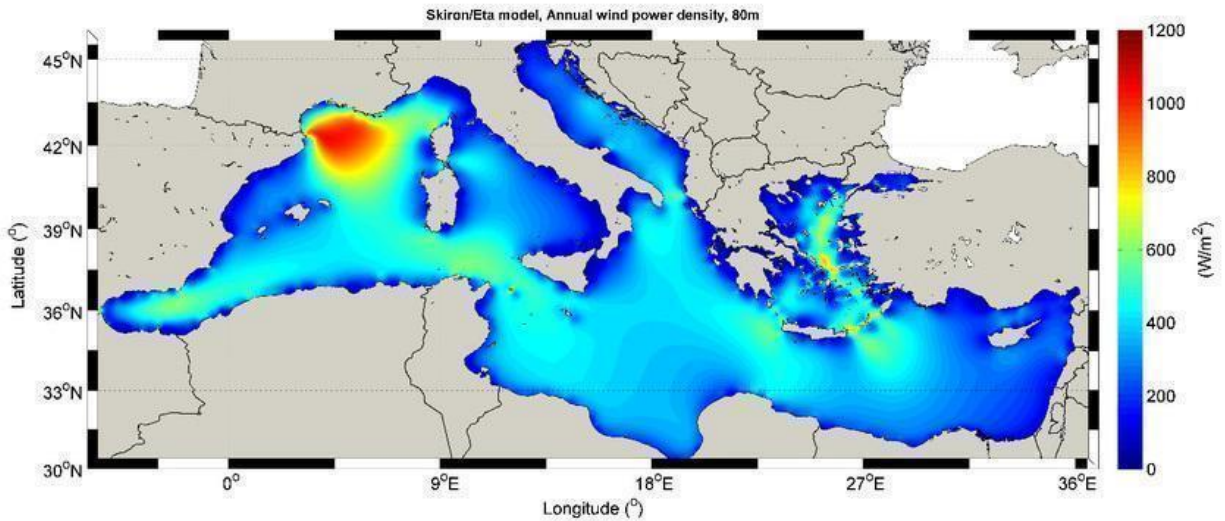 Skiron/Eta model, Annual wind power density, 80m
45°N
42°N
39°N
36°N
33°N
30°N
Latitude (°)
0°
9°E
18°E
27°E
36°E
Longitude (°)
1200
1000
800
600
400
200
0
(W/m²)